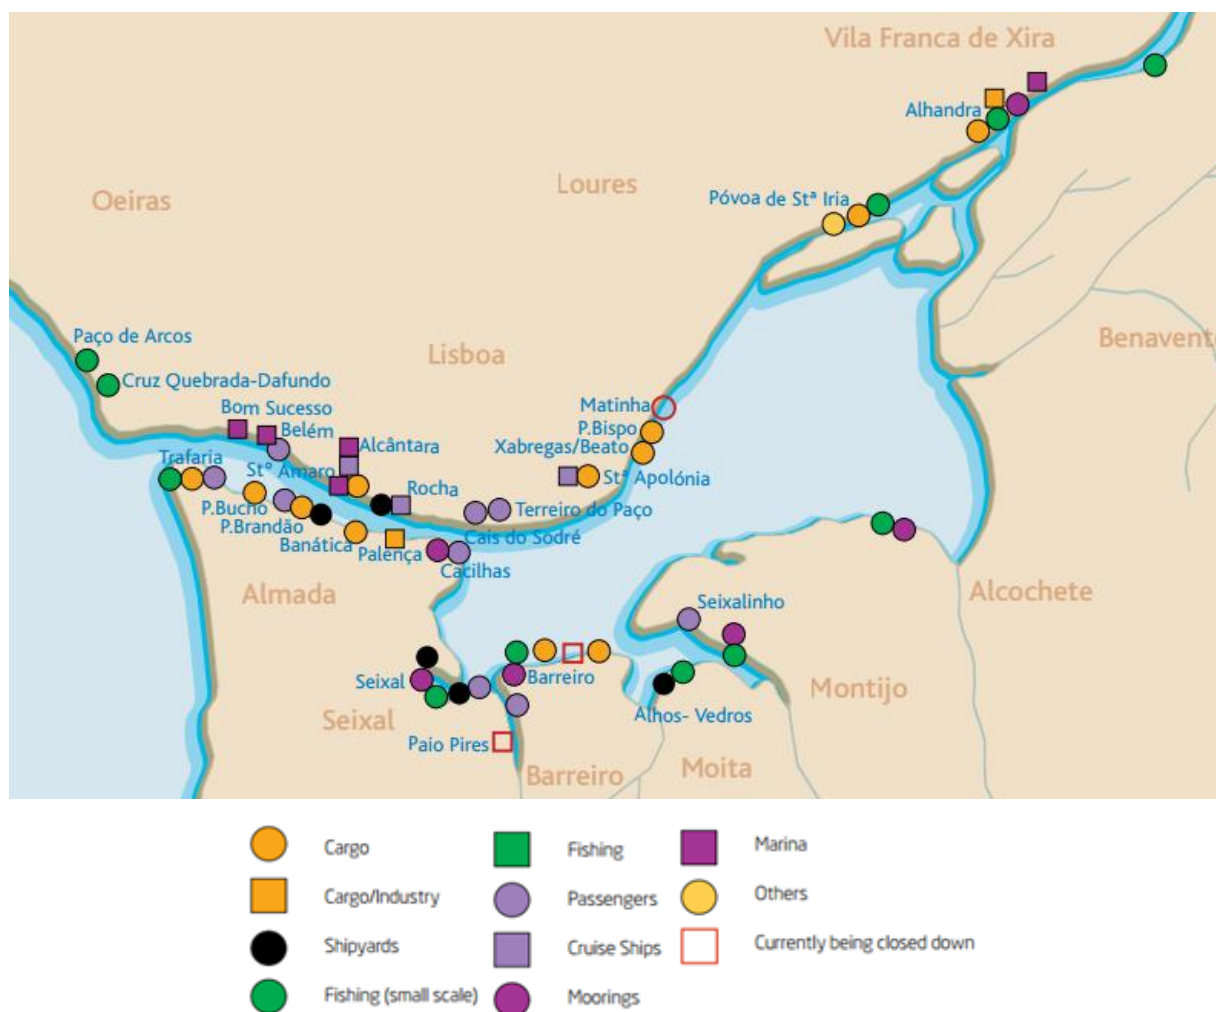 Vila Franca de Xira
Alhandra
Loures
Oeiras
Póvoa de Stª Iria
Paço de Arcos
Benavent
Lisboa
Cruz Quebrada-Dafundo
Matinha
Bom Sucesso
P.Bispo
Belém
Alcântara
Xabregas/Beato
Trafaria
Stº Amaro
Stª Apolónia
Rocha
P.Bucho
Terreiro do Paço
P.Brandão
Cais do Sodré
Banática
Palença
Cacilhas
Almada
Alcochete
Seixalinho
Seixal
Barreiro
Montijo
Seixal
Alhos- Vedros
Paio Pires
Barreiro
Moita
Cargo
Fishing
Marina
Cargo/Industry
Passengers
Others
Shipyards
Cruise Ships
Currently being closed down
Fishing (small scale)
Moorings